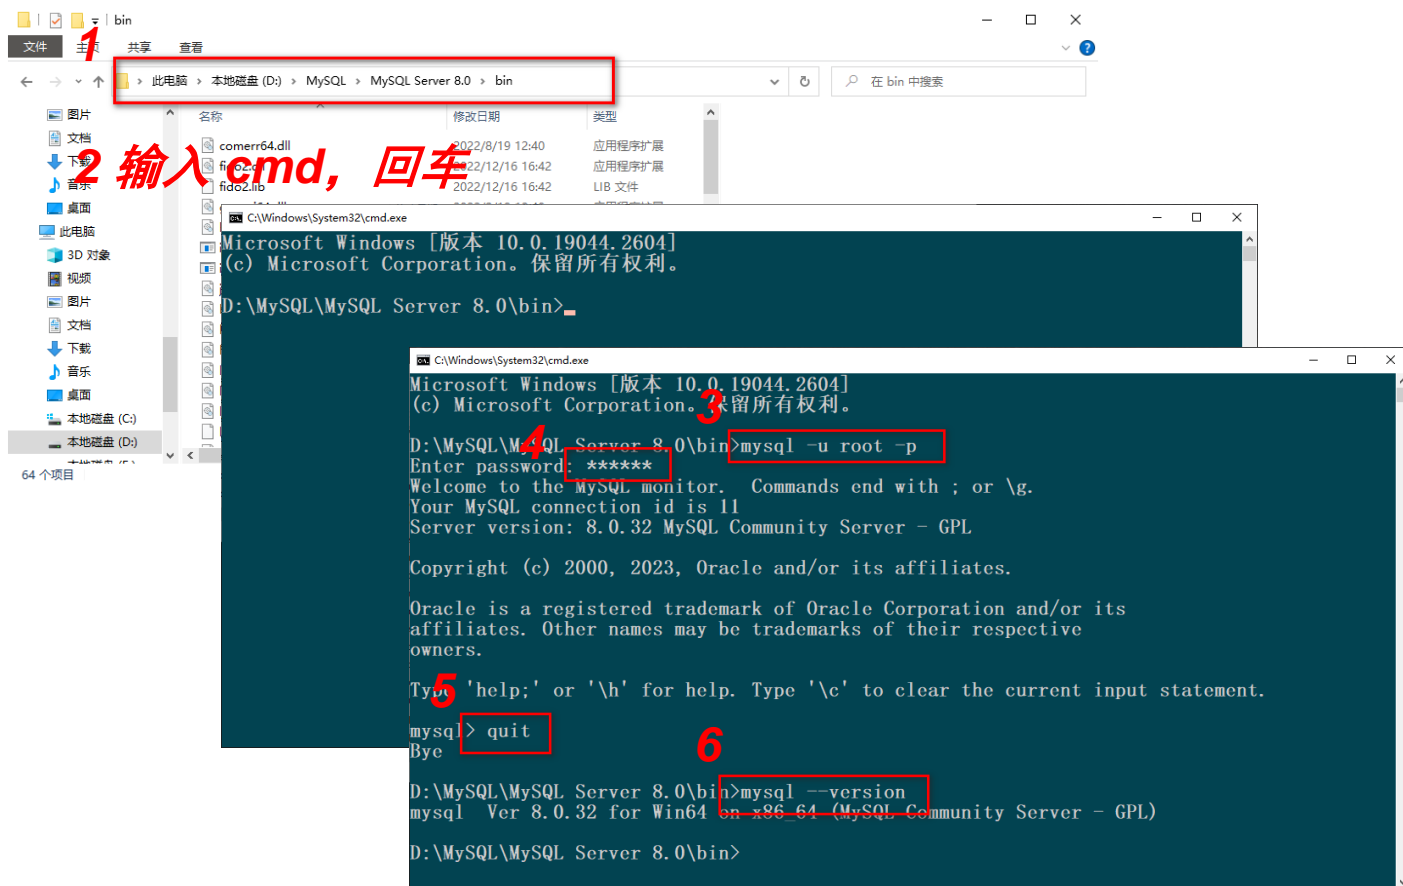 bin
1
文件 主页 共享 查看
此电脑 › 本地磁盘 (D:) › MySQL › MySQL Server 8.0 › bin
在 bin 中搜索
名称 修改日期 类型
图片
文档
下载
音乐
桌面
此电脑
3D 对象
视频
图片
文档
下载
音乐
桌面
本地磁盘 (C:)
本地磁盘 (D:)
64 个项目
comerr64.dll 2022/8/19 12:40 应用程序扩展
fido2.dll 2022/12/16 16:42 应用程序扩展
fido2.lib 2022/12/16 16:42 LIB 文件
2 输入 cmd，回车
C:\Windows\System32\cmd.exe
Microsoft Windows [版本 10.0.19044.2604]
(c) Microsoft Corporation。保留所有权利。
D:\MySQL\MySQL Server 8.0\bin>
C:\Windows\System32\cmd.exe
Microsoft Windows [版本 10.0.19044.2604]
(c) Microsoft Corporation。保留所有权利。
3
D:\MySQL\MySQL Server 8.0\bin>mysql -u root -p
4
Enter password: ******
Welcome to the MySQL monitor.  Commands end with ; or \g.
Your MySQL connection id is 11
Server version: 8.0.32 MySQL Community Server - GPL
Copyright (c) 2000, 2023, Oracle and/or its affiliates.
Oracle is a registered trademark of Oracle Corporation and/or its
affiliates. Other names may be trademarks of their respective
owners.
Type 'help;' or '\h' for help. Type '\c' to clear the current input statement.
5
mysql> quit
Bye
6
D:\MySQL\MySQL Server 8.0\bin>mysql --version
mysql  Ver 8.0.32 for Win64 on x86_64 (MySQL Community Server - GPL)
D:\MySQL\MySQL Server 8.0\bin>